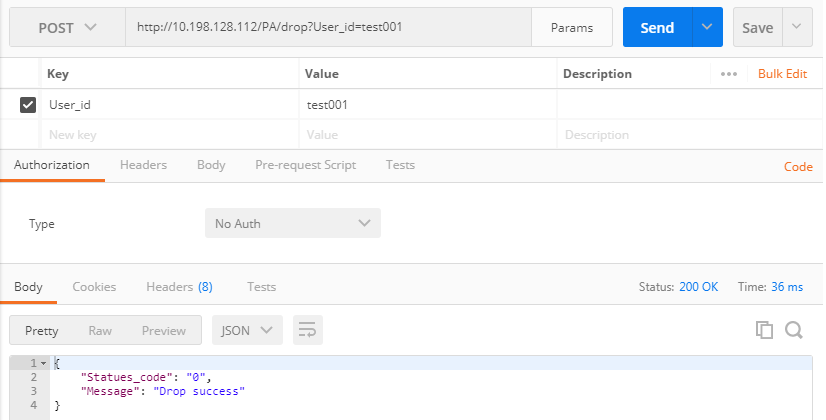 POST http://10.198.128.112/PA/drop?User_id=test001 Params Send Save
Key Value Description ••• Bulk Edit
User_id test001
New key Value Description
Authorization Headers Body Pre-request Script Tests Code
Type No Auth
Body Cookies Headers (8) Tests Status: 200 OK Time: 36 ms
Pretty Raw Preview JSON
1 {
2 "Statues_code": "0",
3 "Message": "Drop success"
4 }